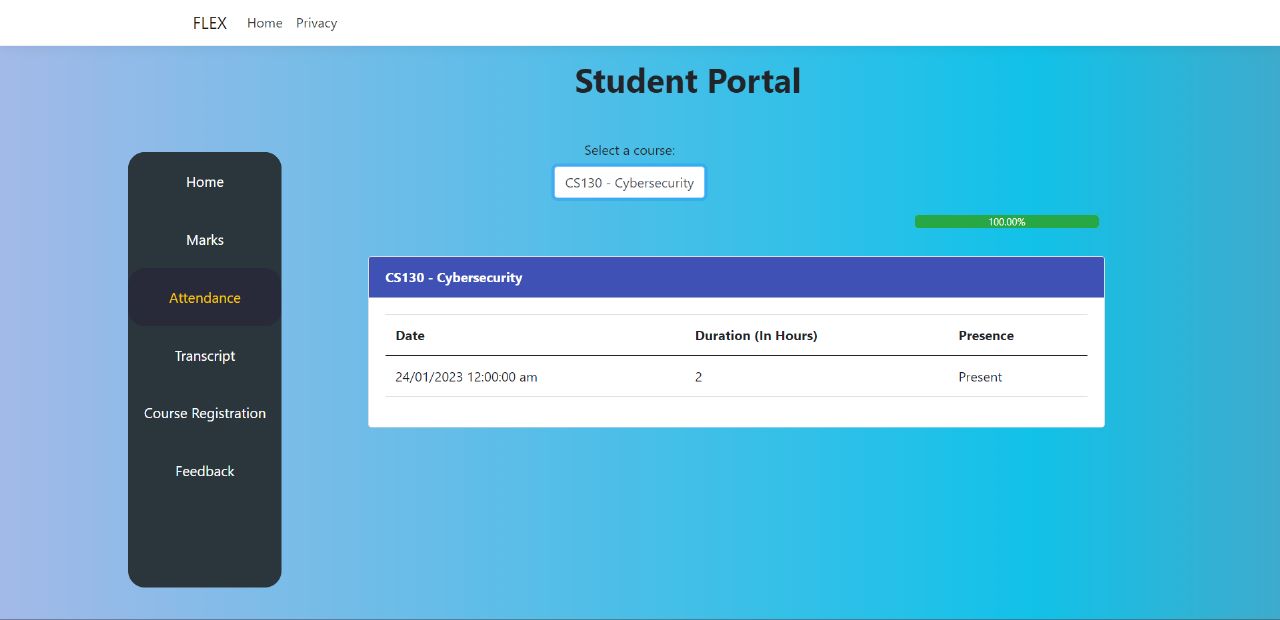 FLEX Home Privacy
Student Portal
Select a course:
CS130 - Cybersecurity
100.00%
Home
Marks
Attendance
Transcript
Course Registration
Feedback
CS130 - Cybersecurity
Date Duration (In Hours) Presence
24/01/2023 12:00:00 am 2 Present